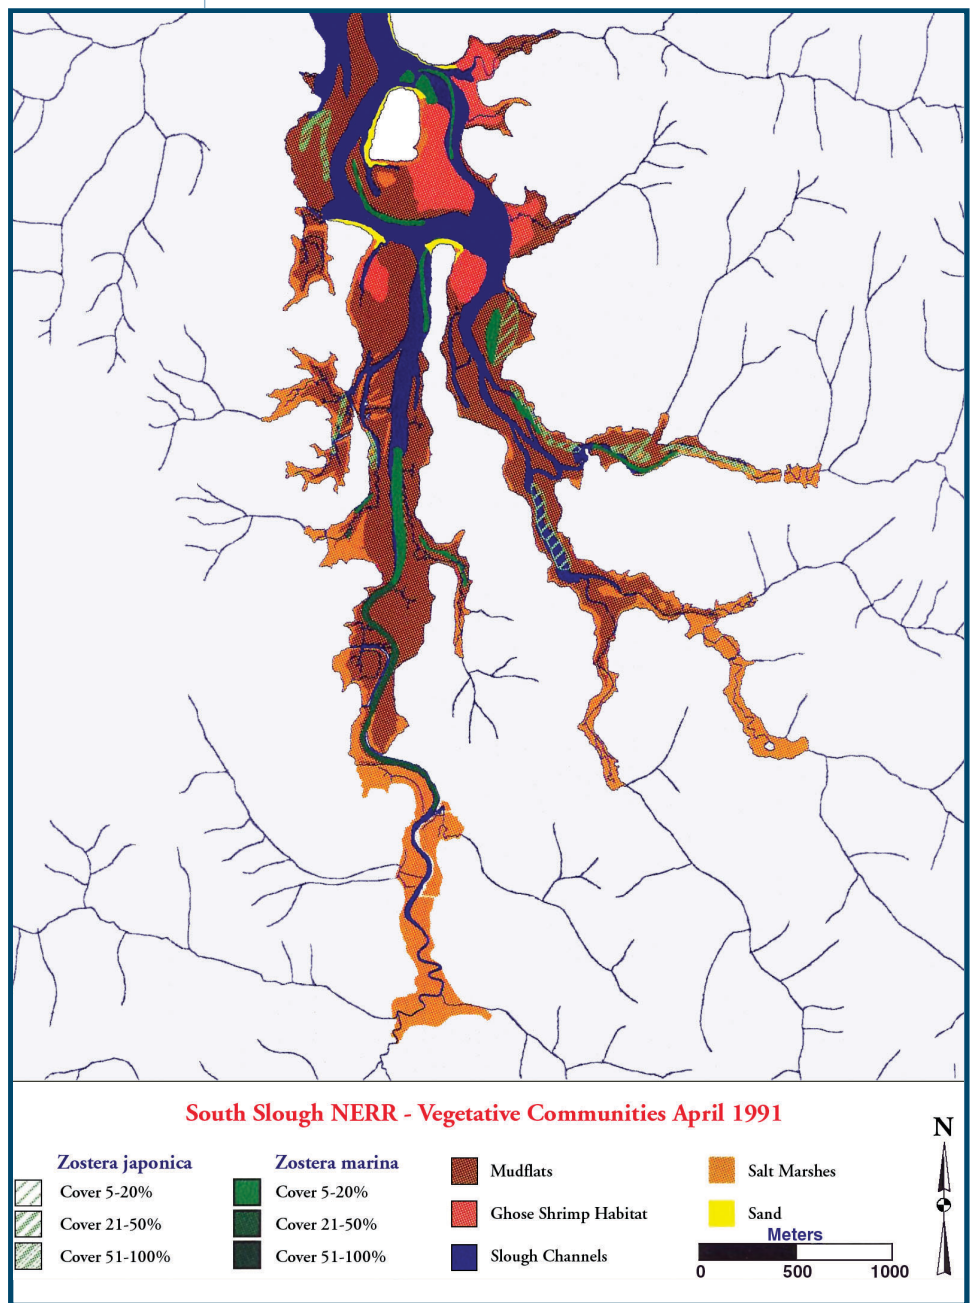 South Slough NERR - Vegetative Communities April 1991
N
Zostera japonica
Cover 5-20%
Cover 21-50%
Cover 51-100%
Zostera marina
Cover 5-20%
Cover 21-50%
Cover 51-100%
Mudflats
Ghose Shrimp Habitat
Slough Channels
Salt Marshes
Sand
Meters
0 500 1000